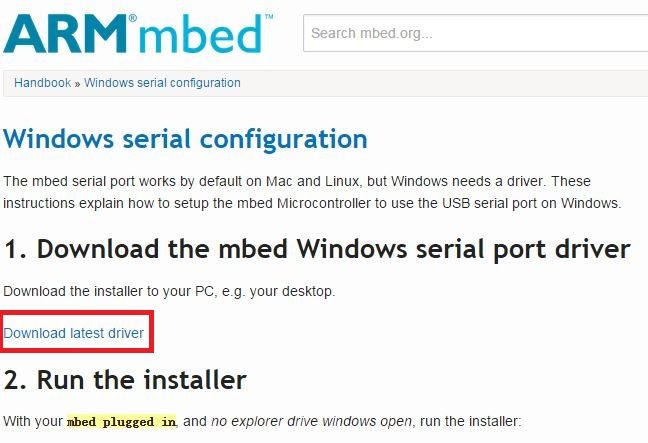 ARM®mbed™
Search mbed.org...
Handbook » Windows serial configuration
Windows serial configuration
The mbed serial port works by default on Mac and Linux, but Windows needs a driver. These
instructions explain how to setup the mbed Microcontroller to use the USB serial port on Windows.
1. Download the mbed Windows serial port driver
Download the installer to your PC, e.g. your desktop.
Download latest driver
2. Run the installer
With your mbed plugged in, and no explorer drive windows open, run the installer: